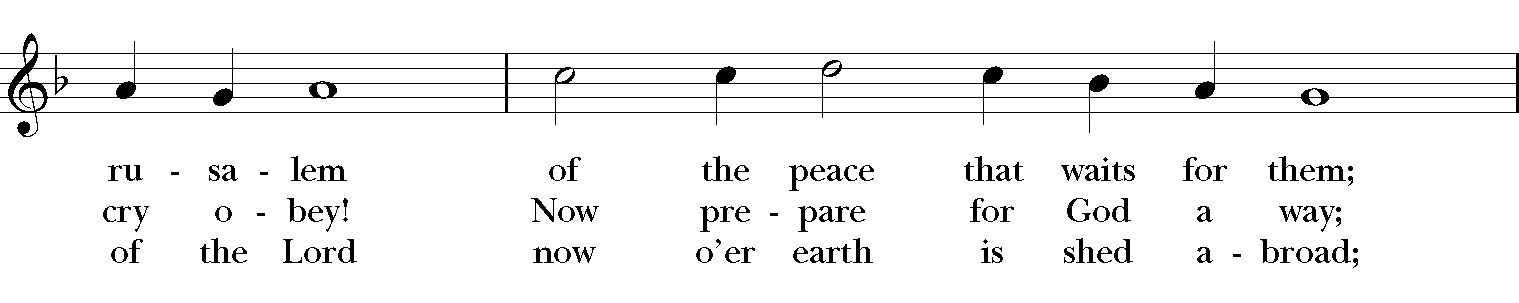 ru - sa - lem of the peace that waits for them;
cry o - bey! Now pre - pare for God a way;
of the Lord now o’er earth is shed a - broad;